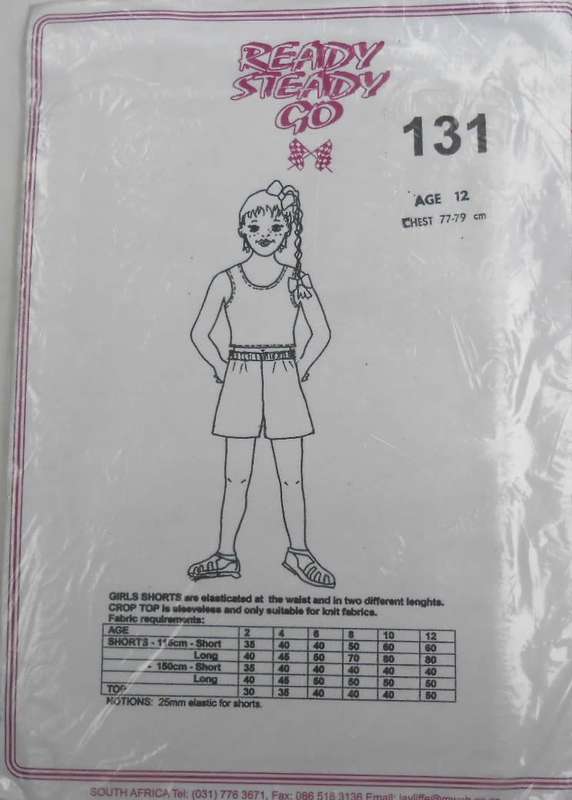 READY
STEADY
GO
131
AGE 12
CHEST 77-79 cm
GIRLS SHORTS are elasticated at the waist and in two different lenghts.
CROP TOP is sleeveless and only suitable for knit fabrics.
Fabric requirements:
AGE 2 4 6 8 10 12
SHORTS - 115cm - Short 35 40 40 50 60 60
Long 40 45 50 70 80 80
- 150cm - Short 35 40 40 40 40 40
Long 40 45 50 50 50 50
TOP 30 35 40 40 40 50
NOTIONS: 25mm elastic for shorts.
SOUTH AFRICA Tel: (031) 776 3671, Fax: 086 518 3136 Email: